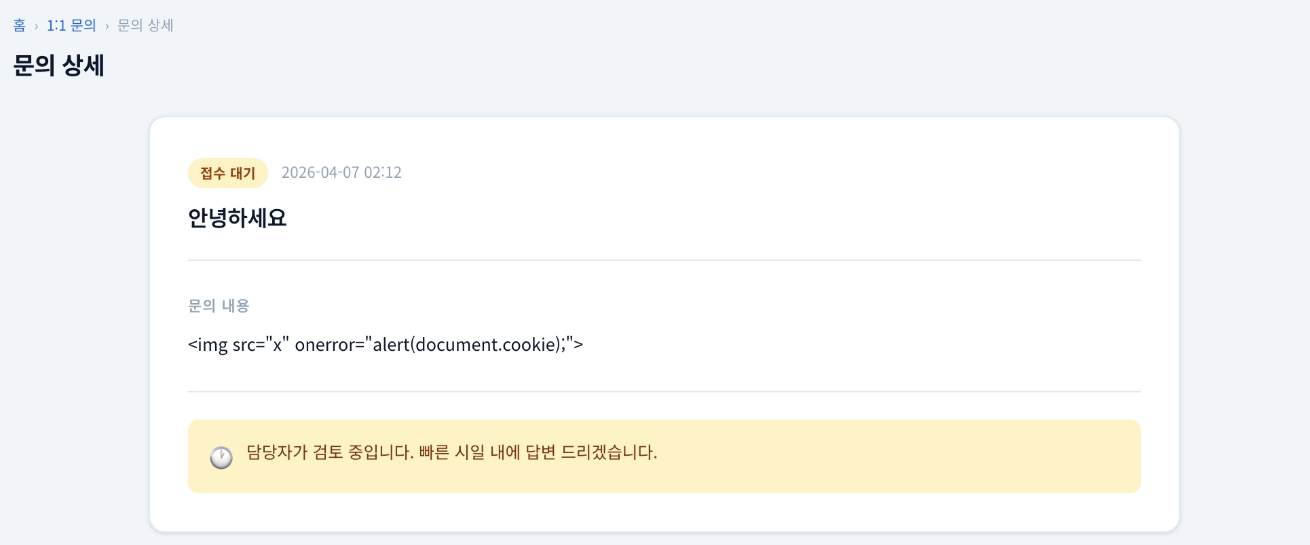 홈 › 1:1 문의 › 문의 상세
문의 상세
접수 대기 2026-04-07 02:12
안녕하세요
문의 내용
<img src="x" onerror="alert(document.cookie);">
담당자가 검토 중입니다. 빠른 시일 내에 답변 드리겠습니다.